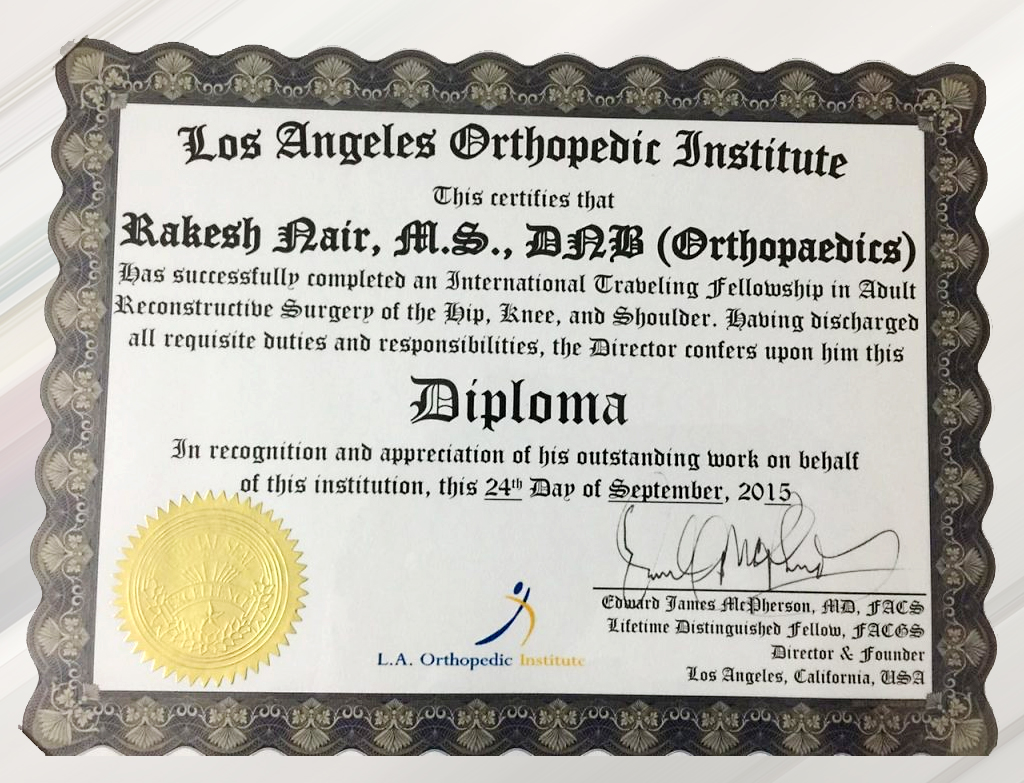 Los Angeles Orthopedic Institute
This certifies that
Rakesh Nair, M.S., DNB (Orthopaedics)
Has successfully completed an International Traveling Fellowship in Adult
Reconstructive Surgery of the Hip, Knee, and Shoulder. Having discharged
all requisite duties and responsibilities, the Director confers upon him this
Diploma
In recognition and appreciation of his outstanding work on behalf
of this institution, this 24th Day of September, 2015
Edward James McPherson, MD, FACS
Lifetime Distinguished Fellow, FACGS
Director & Founder
Los Angeles, California, USA
L.A. Orthopedic Institute
EXCELLENCE